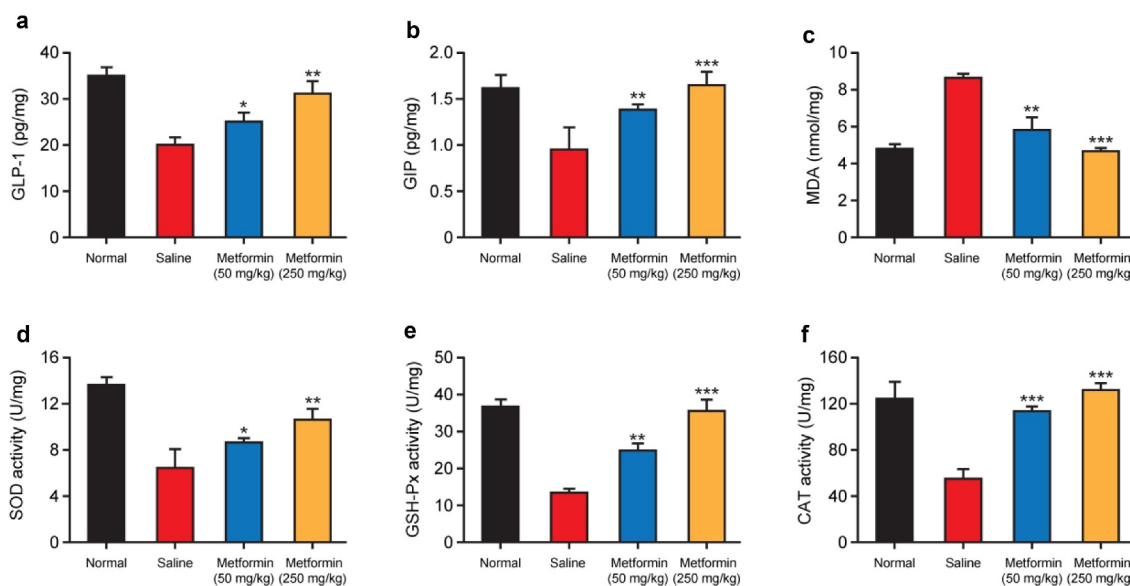 a
GLP-1 (pg/mg)
40
30
20
10
0
*
**
Normal
Saline
Metformin
(50 mg/kg)
Metformin
(250 mg/kg)
b
GIP (pg/mg)
2.0
1.5
1.0
0.5
0
**
***
Normal
Saline
Metformin
(50 mg/kg)
Metformin
(250 mg/kg)
c
MDA (nmol/mg)
10
8
6
4
2
0
**
***
Normal
Saline
Metformin
(50 mg/kg)
Metformin
(250 mg/kg)
d
SOD activity (U/mg)
16
12
8
4
0
*
**
Normal
Saline
Metformin
(50 mg/kg)
Metformin
(250 mg/kg)
e
GSH-Px activity (U/mg)
50
40
30
20
10
0
**
***
Normal
Saline
Metformin
(50 mg/kg)
Metformin
(250 mg/kg)
f
CAT activity (U/mg)
160
120
80
40
0
***
***
Normal
Saline
Metformin
(50 mg/kg)
Metformin
(250 mg/kg)